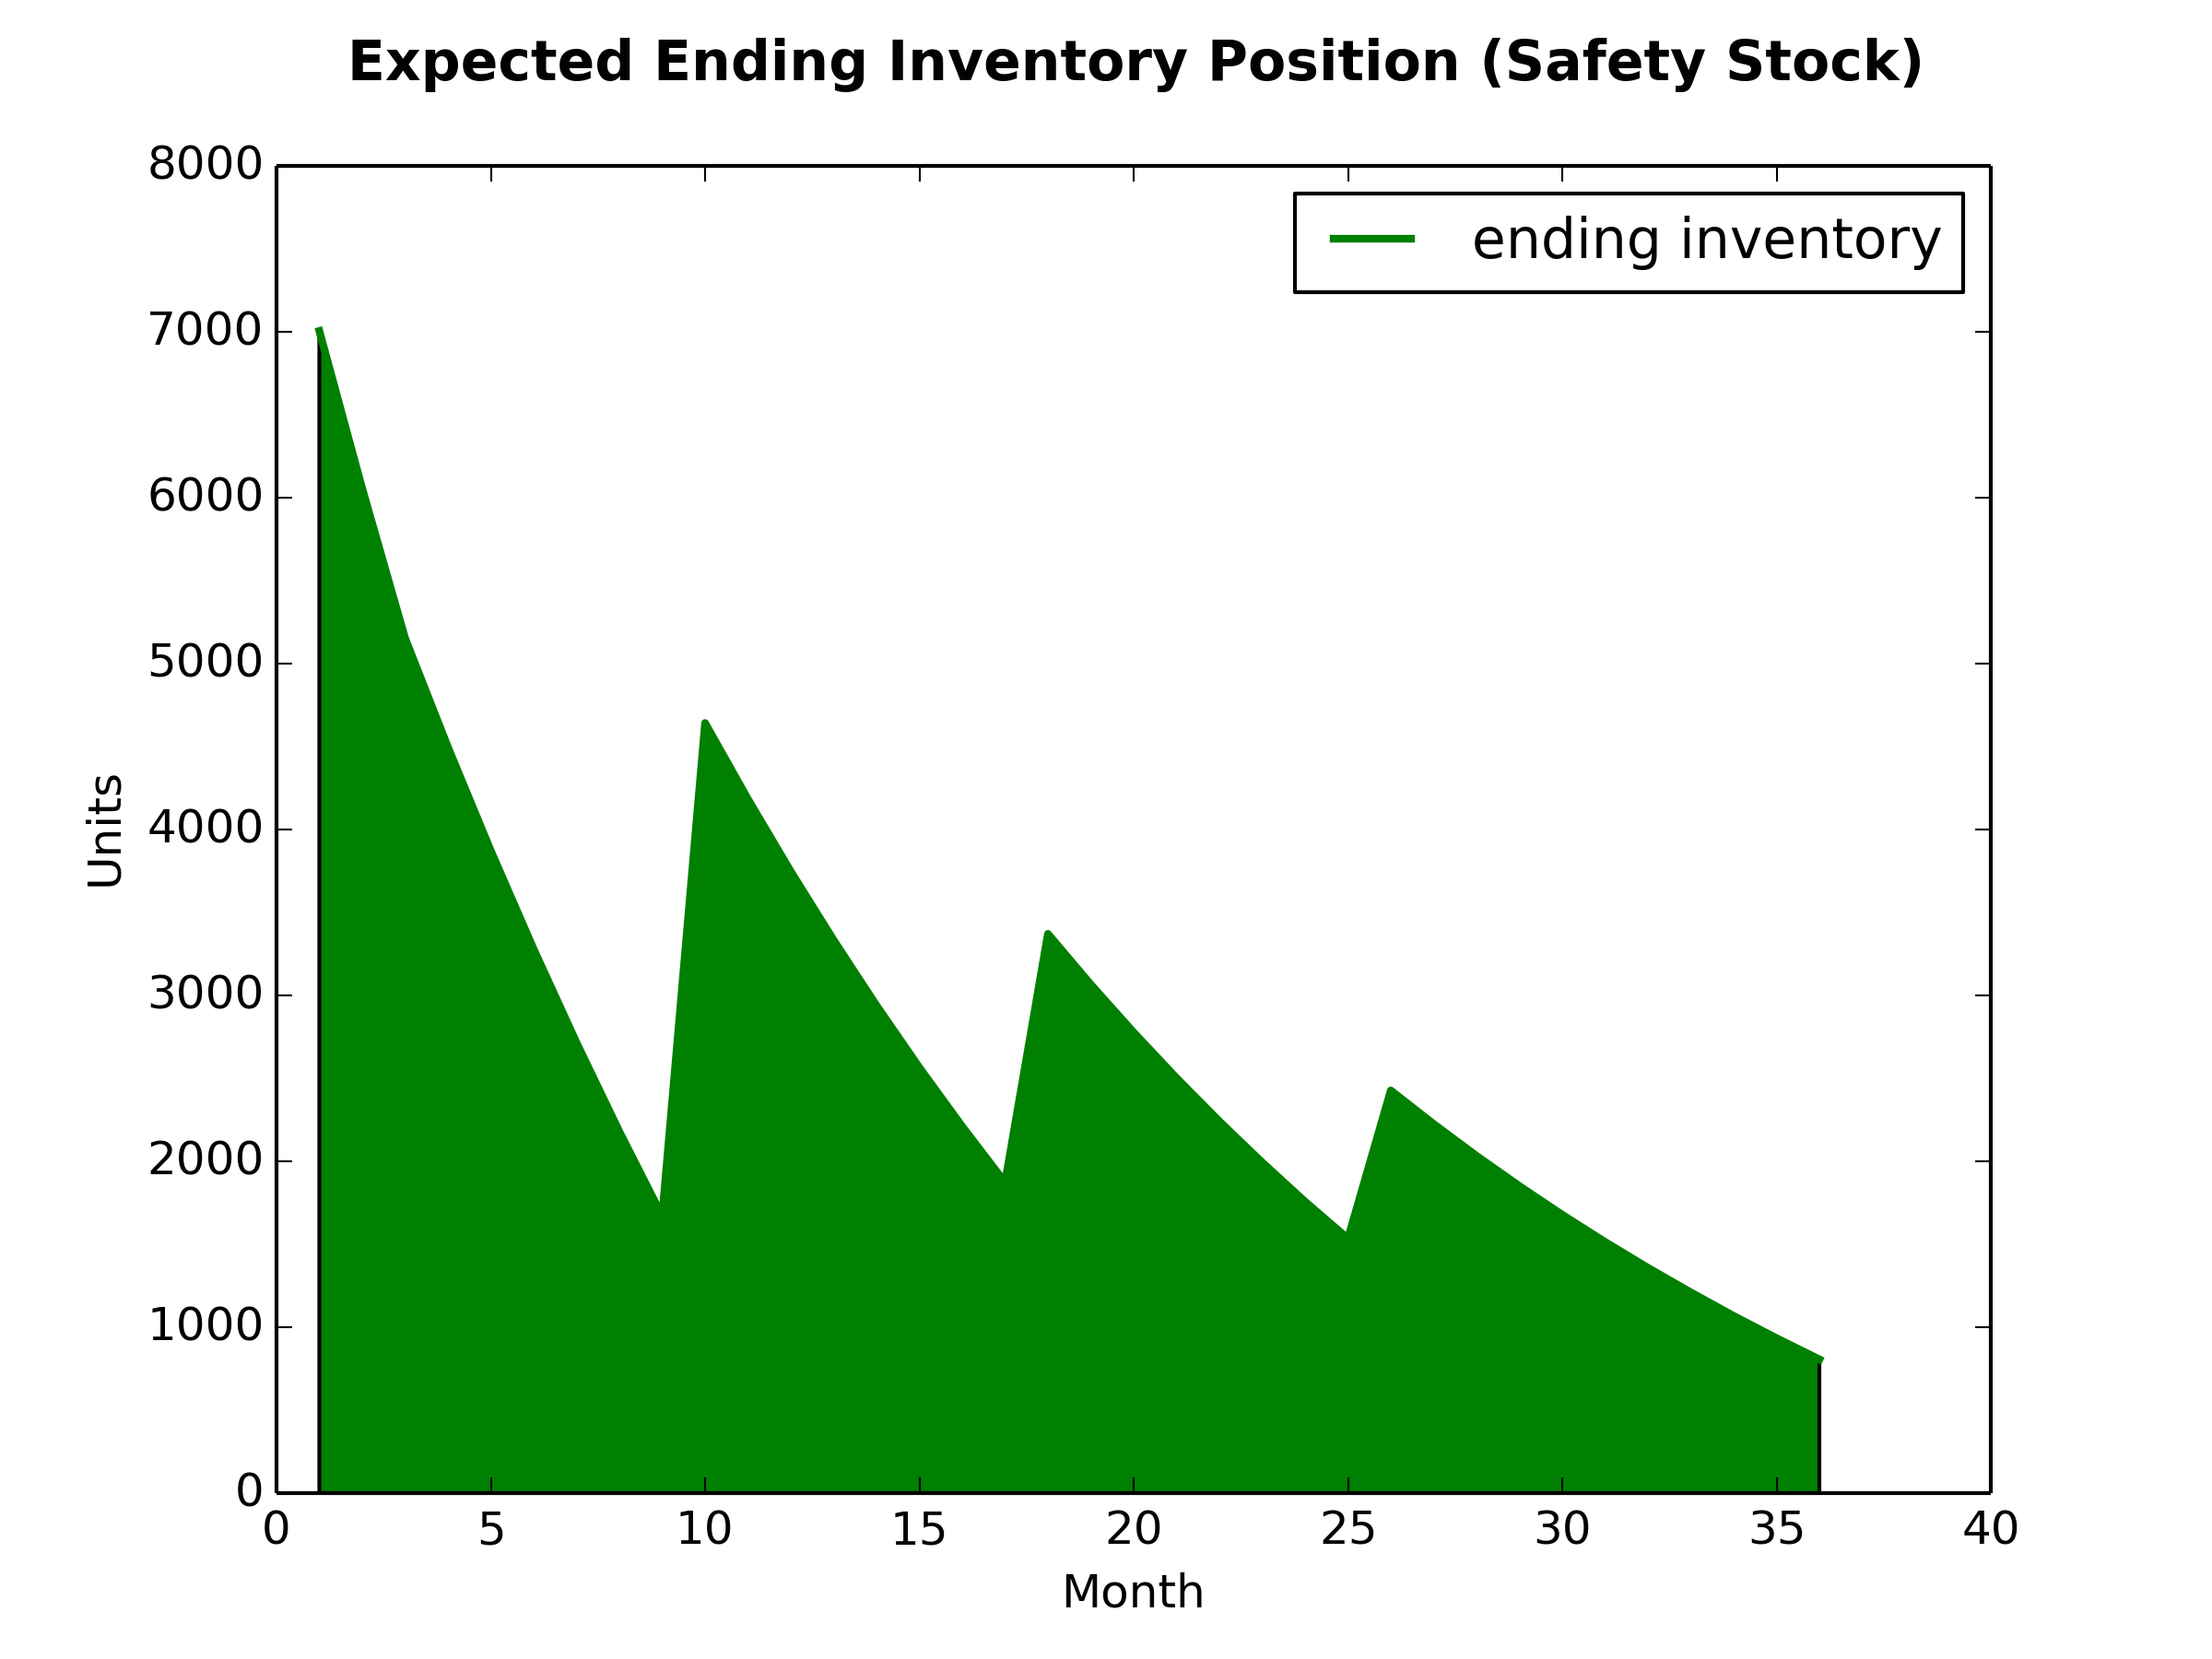 Expected Ending Inventory Position (Safety Stock)
ending inventory
8000
7000
6000
5000
4000
3000
2000
1000
0
Units
0 5 10 15 20 25 30 35 40
Month